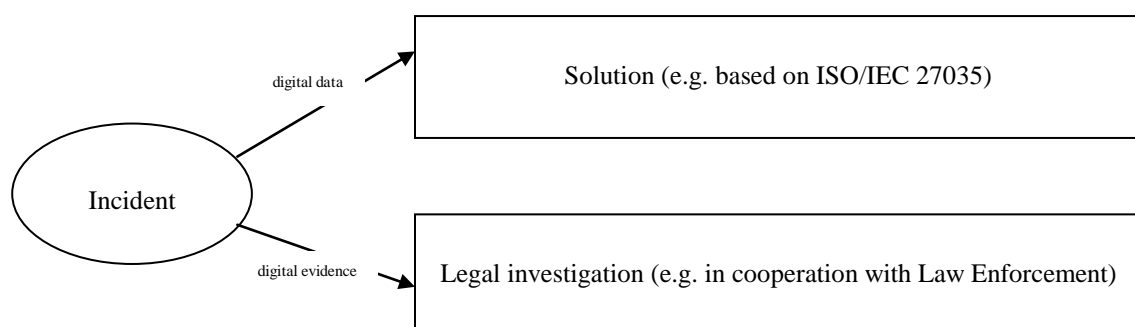 digital data
Solution (e.g. based on ISO/IEC 27035)
Incident
digital evidence
Legal investigation (e.g. in cooperation with Law Enforcement)